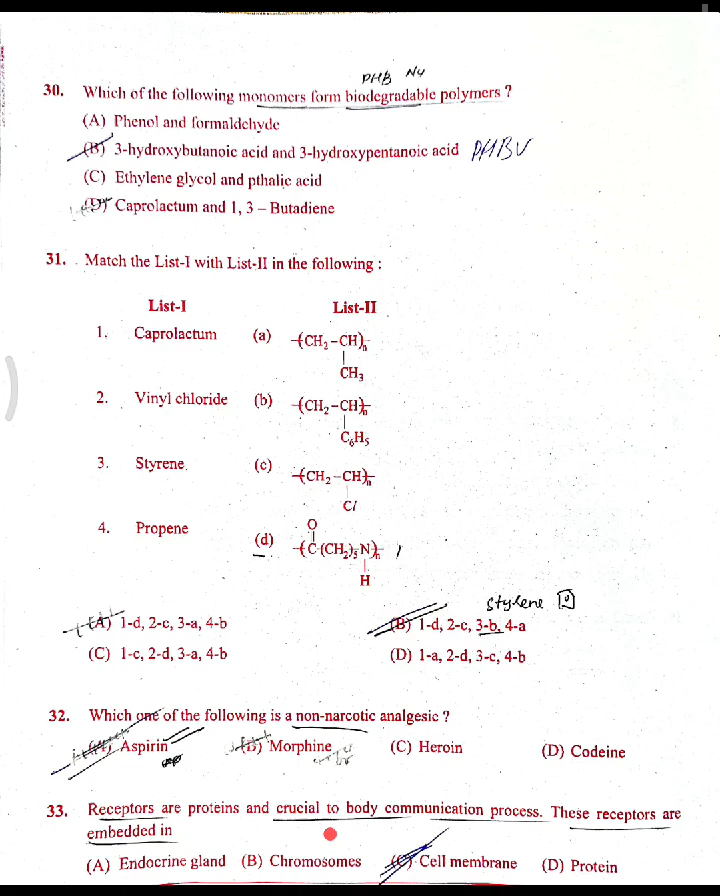 PHB N4
30. Which of the following monomers form biodegradable polymers ?
(A) Phenol and formaldehyde
(B) 3-hydroxybutanoic acid and 3-hydroxypentanoic acid PHBV
(C) Ethylene glycol and pthalic acid
(D) Caprolactum and 1, 3 – Butadiene
31. Match the List-I with List-II in the following :
List-I List-II
1. Caprolactum (a) -(CH₂-CH)ₙ-
CH₃
2. Vinyl chloride (b) -(CH₂-CH)ₙ-
C₆H₅
3. Styrene (c) -(CH₂-CH)ₙ-
Cl
4. Propene (d) O
-(C-(CH₂)₅-N)ₙ-
H
stylene
(A) 1-d, 2-c, 3-a, 4-b (B) 1-d, 2-c, 3-b, 4-a
(C) 1-c, 2-d, 3-a, 4-b (D) 1-a, 2-d, 3-c, 4-b
32. Which one of the following is a non-narcotic analgesic ?
(A) Aspirin (B) Morphine (C) Heroin (D) Codeine
33. Receptors are proteins and crucial to body communication process. These receptors are
embedded in
(A) Endocrine gland (B) Chromosomes (C) Cell membrane (D) Protein